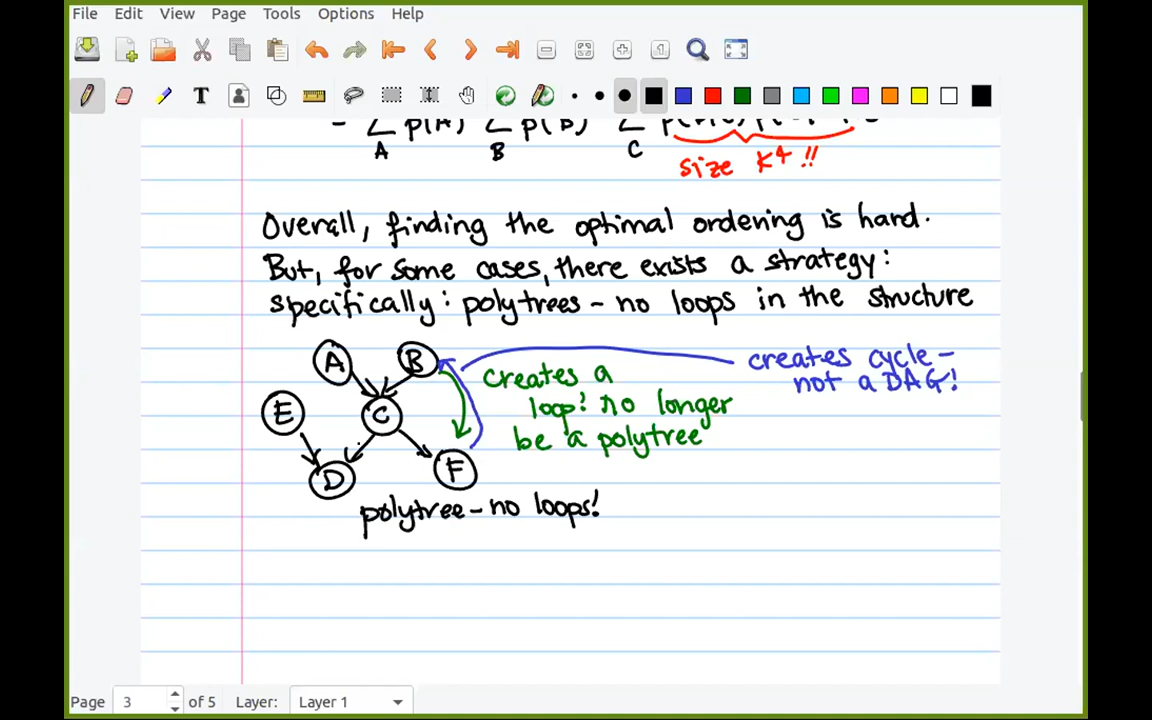 File Edit View Page Tools Options Help
T
- Σ p(A) Σ p(B) Σ
A B C
size K⁴ !!
Overall, finding the optimal ordering is hard.
But, for some cases, there exists a strategy:
specifically: polytrees - no loops in the structure
A B
creates cycle -
not a DAG!
creates a
loop! no longer
be a polytree
E C
D F
polytree - no loops!
Page 3 of 5 Layer: Layer 1